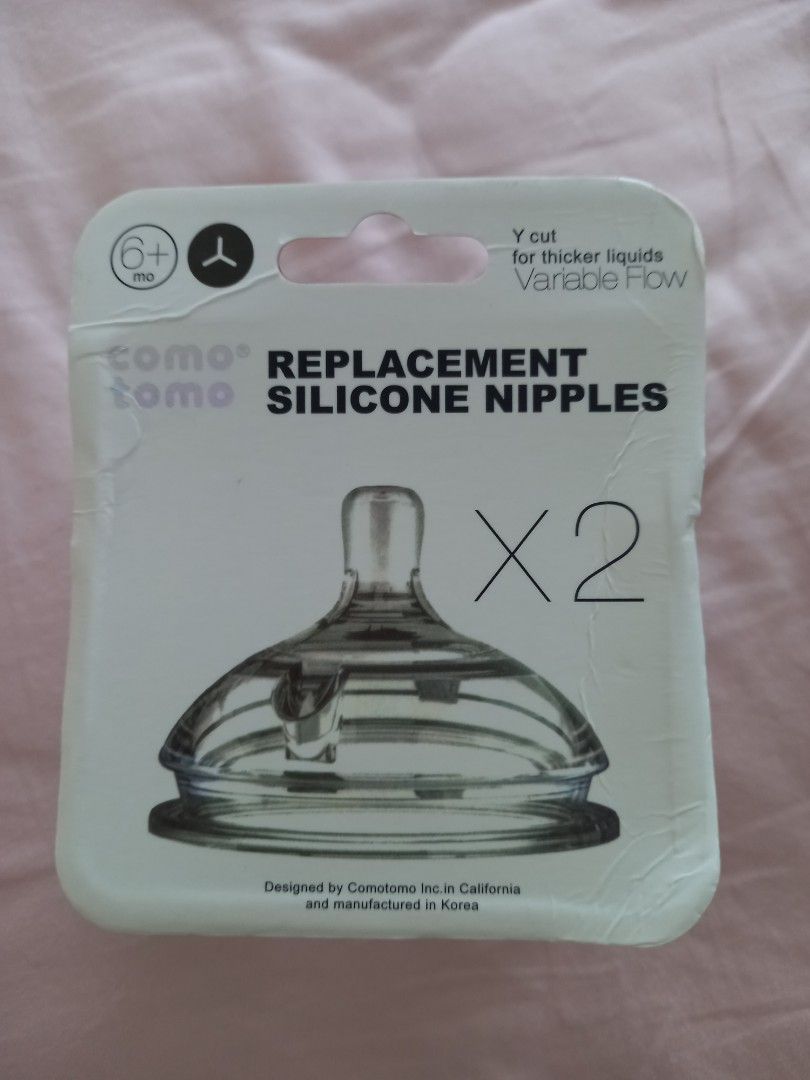 6+
mo
Y cut
for thicker liquids
Variable Flow
como®
tomo
REPLACEMENT
SILICONE NIPPLES
X2
Designed by Comotomo Inc.in California
and manufactured in Korea